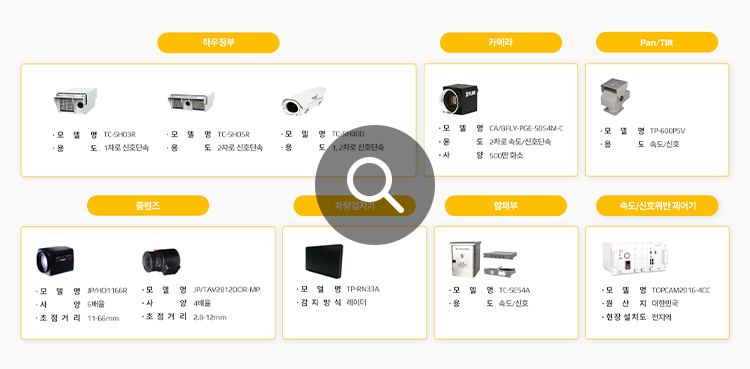 하우징부
카메라
Pan/Tilt
· 모 델 명 TC-SH03R
· 용 도 1차로 신호단속
· 모 델 명 TC-SH05R
· 용 도 2차로 신호단속
· 모 델 명 TC-SH00D
· 용 도 1, 2차로 신호단속
· 모 델 명 CA/BFLY-PGE-50S4M-C
· 용 도 2차로 속도/신호단속
· 사 양 500만 화소
· 모 델 명 TP-600PSV
· 용 도 속도/신호
줌렌즈
차량검지기
함체부
속도/신호위반 제어기
· 모 델 명 JP/HD1166R
· 사 양 6배율
· 초 점 거 리 11-66mm
· 모 델 명 JP/TAV2812DCIR-MP
· 사 양 4배율
· 초 점 거 리 2.8-12mm
· 모 델 명 TP-RN33A
· 감 지 방 식 레이더
· 모 델 명 TC-SES4A
· 용 도 속도/신호
· 모 델 명 TOPCAM2016-4CC
· 원 산 지 대한민국
· 현장 설치도 전지역